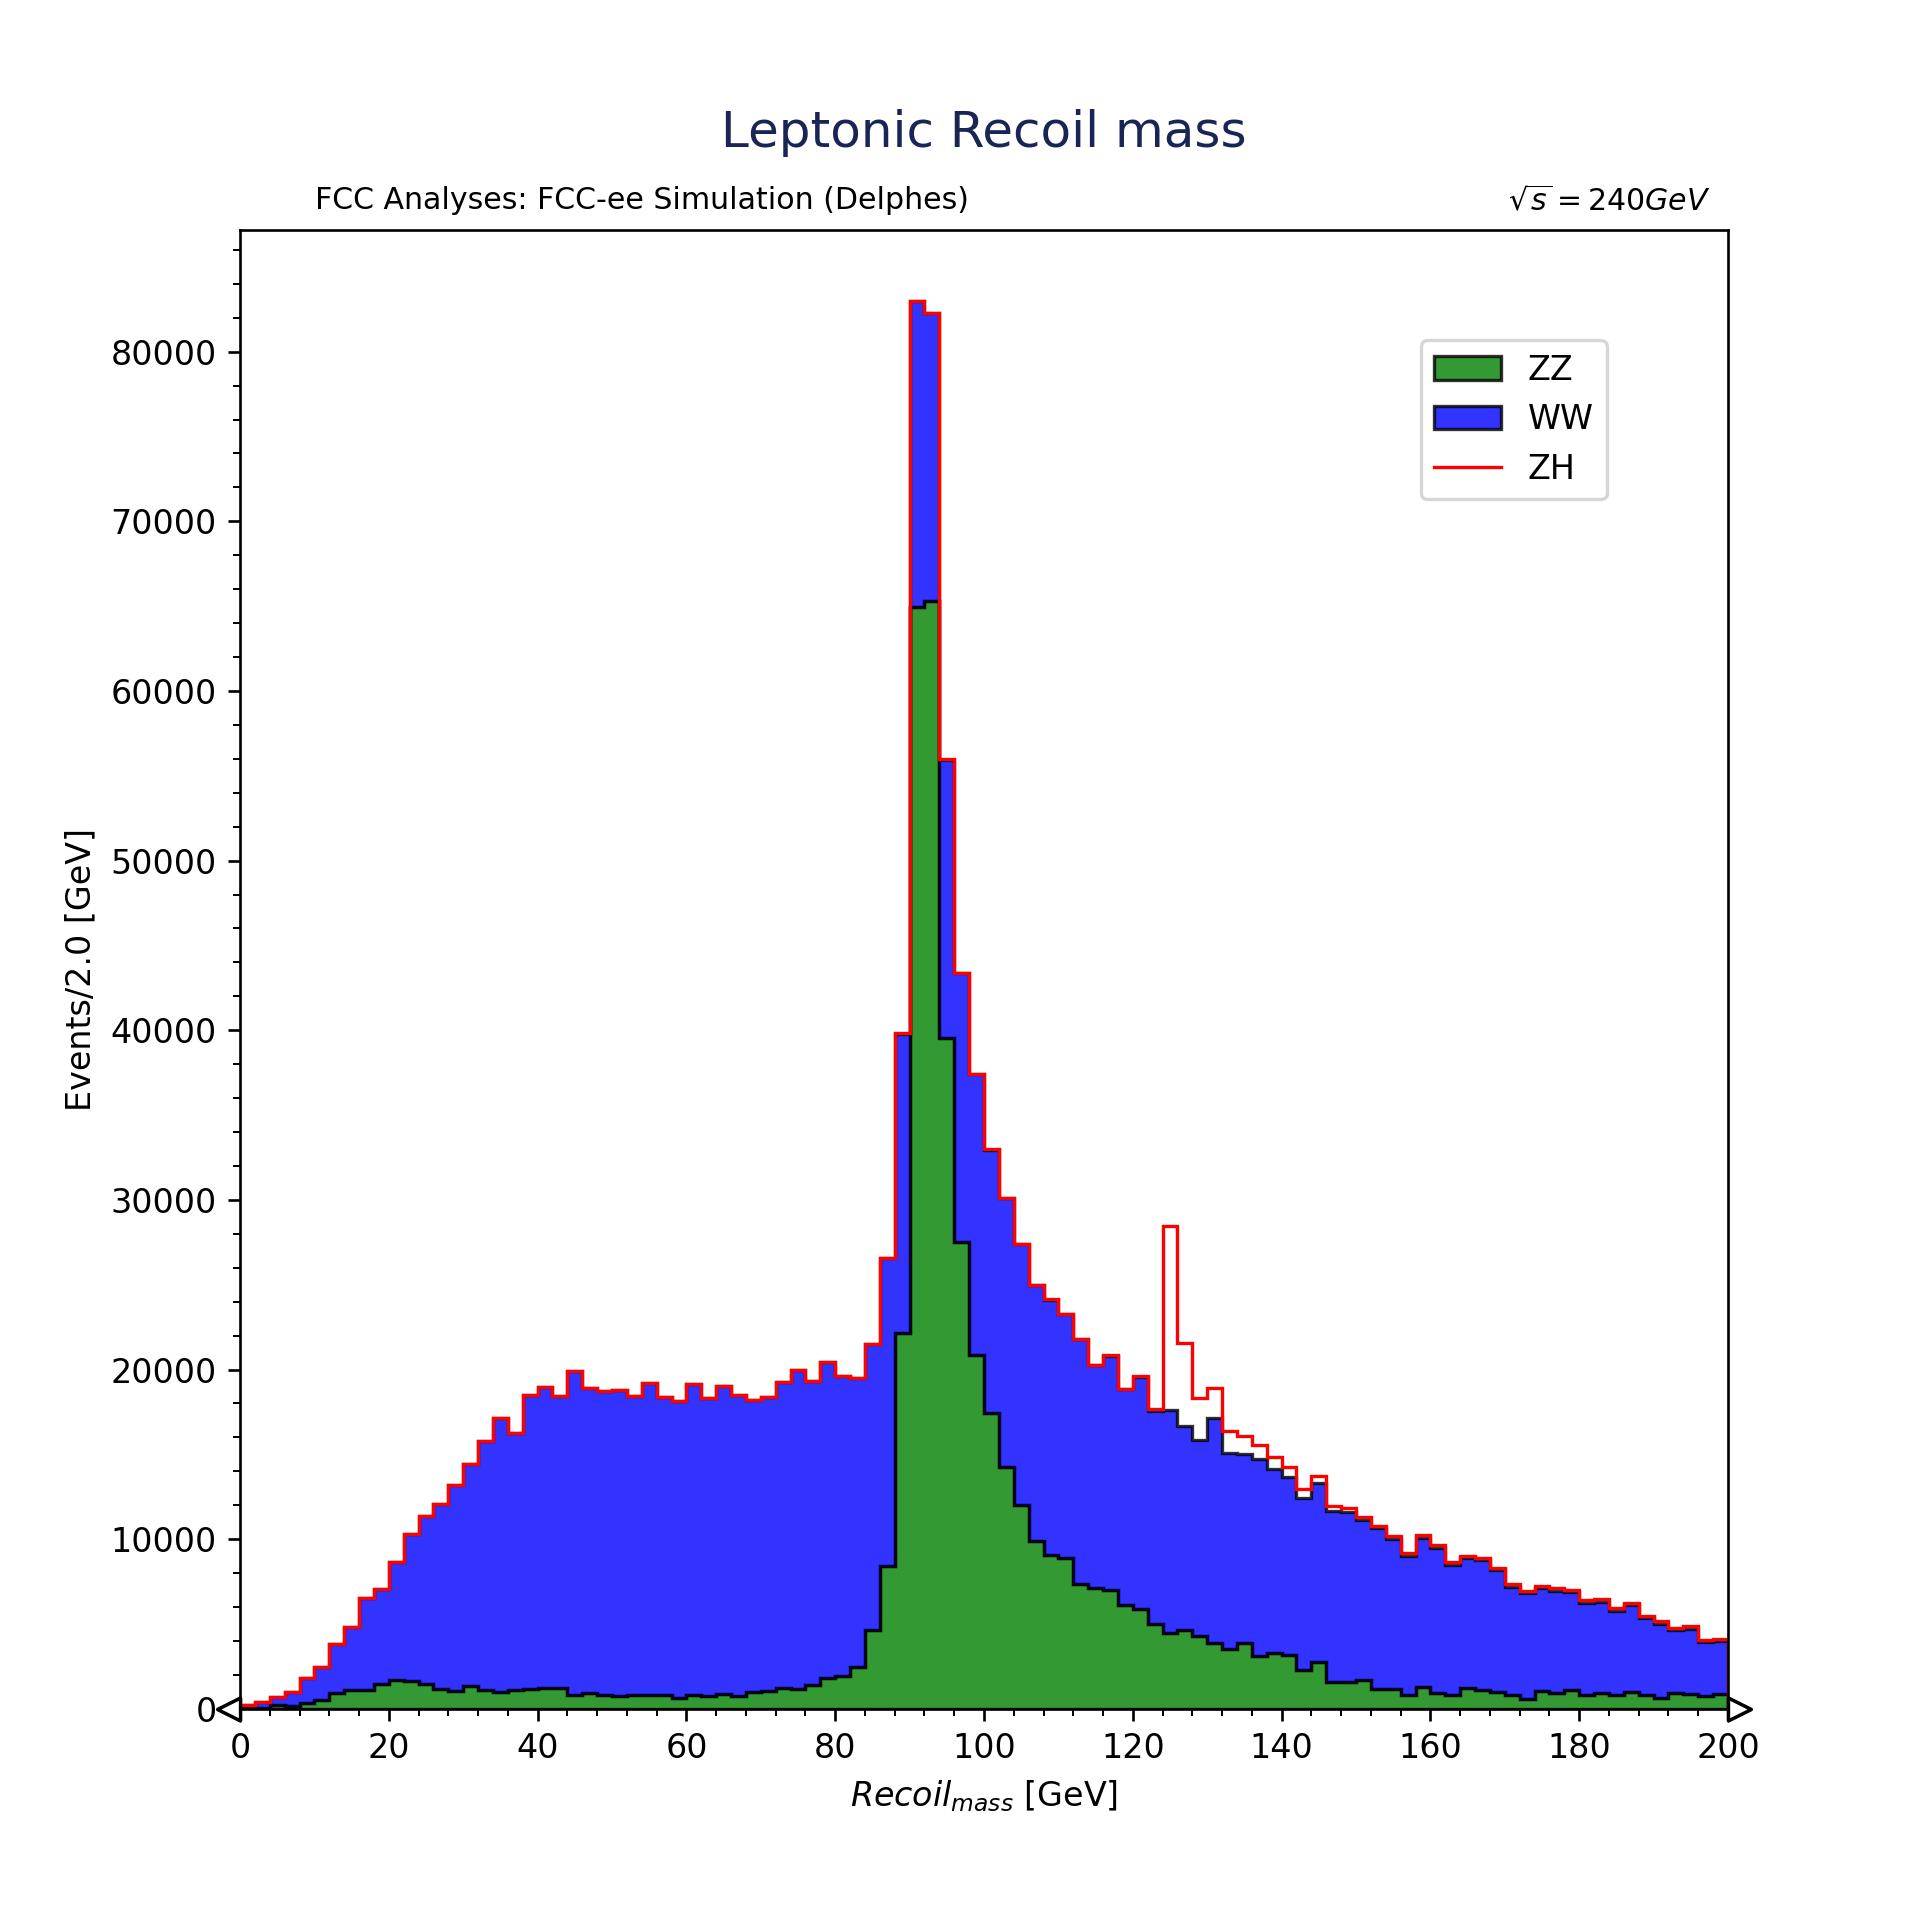 Leptonic Recoil mass
FCC Analyses: FCC-ee Simulation (Delphes)
√s = 240GeV
80000
70000
60000
50000
40000
30000
20000
10000
0
Events/2.0 [GeV]
ZZ
WW
ZH
0 20 40 60 80 100 120 140 160 180 200
Recoil_mass [GeV]